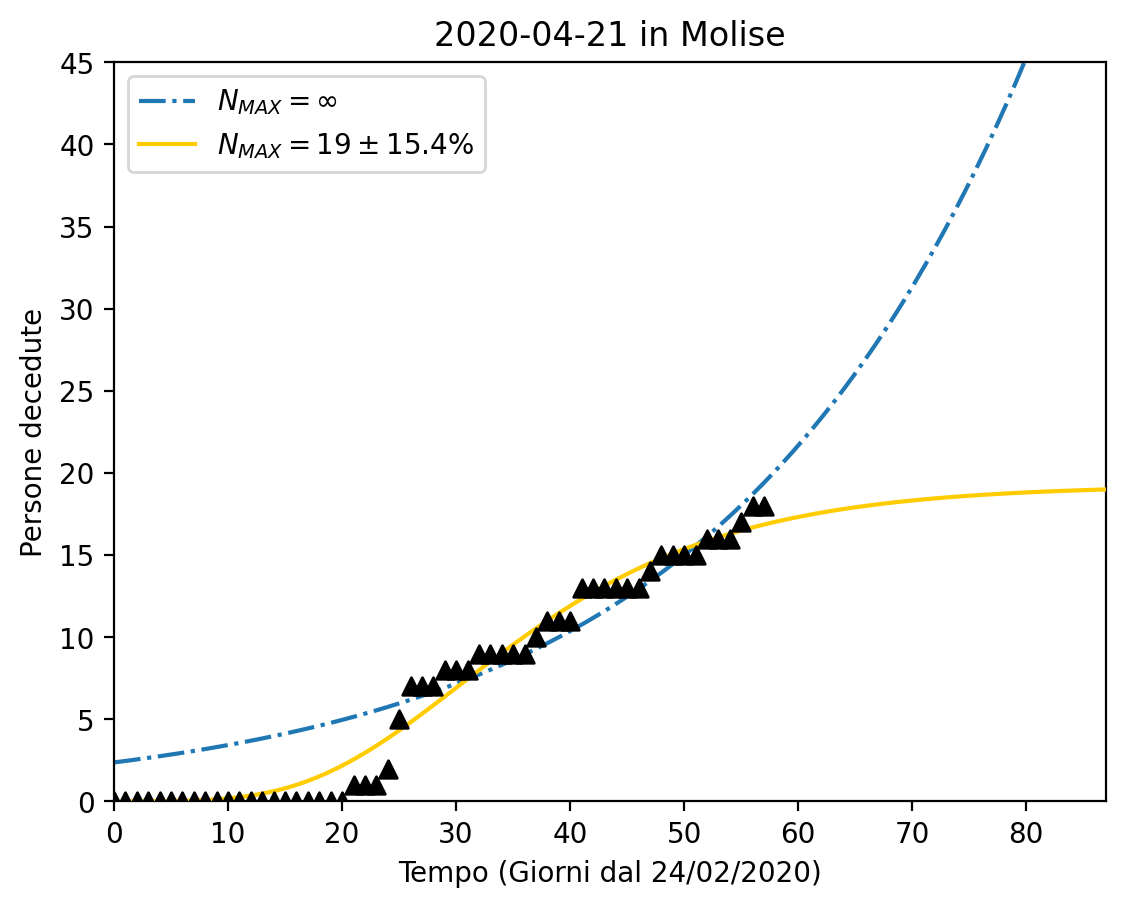 2020-04-21 in Molise
N_MAX = ∞
N_MAX = 19 ± 15.4%
Persone decedute
45
40
35
30
25
20
15
10
5
0
0 10 20 30 40 50 60 70 80
Tempo (Giorni dal 24/02/2020)